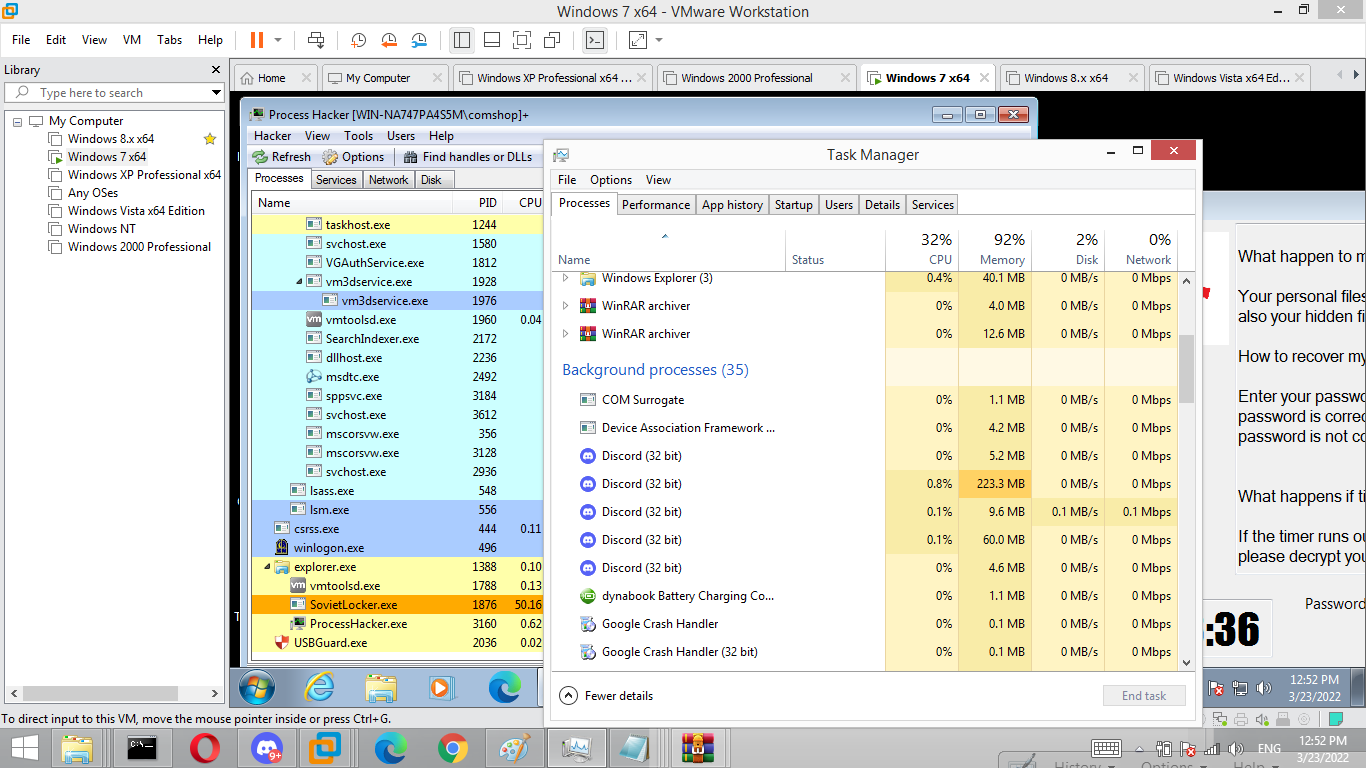 Windows 7 x64 - VMware Workstation
File Edit View VM Tabs Help
Library
Type here to search
My Computer
Windows 8.x x64
Windows 7 x64
Windows XP Professional x64
Any OSes
Windows Vista x64 Edition
Windows NT
Windows 2000 Professional
Home
My Computer
Windows XP Professional x64 ...
Windows 2000 Professional
Windows 7 x64
Windows 8.x x64
Windows Vista x64 Ed...
Process Hacker [WIN-NA747PA4S5M\comshop]+
Hacker View Tools Users Help
Refresh Options Find handles or DLLs
Processes Services Network Disk
Name PID CPU
taskhost.exe 1244
svchost.exe 1580
VGAuthService.exe 1812
vm3dservice.exe 1928
vm3dservice.exe 1976
vmtoolsd.exe 1960 0.04
SearchIndexer.exe 2172
dllhost.exe 2236
msdtc.exe 2492
sppsvc.exe 3184
svchost.exe 3612
mscorsvw.exe 356
mscorsvw.exe 3128
svchost.exe 2936
lsass.exe 548
lsm.exe 556
csrss.exe 444 0.11
winlogon.exe 496
explorer.exe 1388 0.10
vmtoolsd.exe 1788 0.13
SovietLocker.exe 1876 50.16
ProcessHacker.exe 3160 0.62
USBGuard.exe 2036 0.02
Task Manager
File Options View
Processes Performance App history Startup Users Details Services
32% 92% 2% 0%
Name Status CPU Memory Disk Network
Windows Explorer (3) 0.4% 40.1 MB 0 MB/s 0 Mbps
WinRAR archiver 0% 4.0 MB 0 MB/s 0 Mbps
WinRAR archiver 0% 12.6 MB 0 MB/s 0 Mbps
Background processes (35)
COM Surrogate 0% 1.1 MB 0 MB/s 0 Mbps
Device Association Framework ... 0% 4.2 MB 0 MB/s 0 Mbps
Discord (32 bit) 0% 5.2 MB 0 MB/s 0 Mbps
Discord (32 bit) 0.8% 223.3 MB 0 MB/s 0 Mbps
Discord (32 bit) 0.1% 9.6 MB 0.1 MB/s 0.1 Mbps
Discord (32 bit) 0.1% 60.0 MB 0 MB/s 0 Mbps
Discord (32 bit) 0% 4.6 MB 0 MB/s 0 Mbps
dynabook Battery Charging Co... 0% 1.1 MB 0 MB/s 0 Mbps
Google Crash Handler 0% 0.1 MB 0 MB/s 0 Mbps
Google Crash Handler (32 bit) 0% 0.1 MB 0 MB/s 0 Mbps
Fewer details
End task
What happen to m
Your personal files
also your hidden fi
How to recover my
Enter your passwo
password is correc
password is not co
What happens if ti
If the timer runs ou
please decrypt you
Password
:36
12:52 PM
3/23/2022
To direct input to this VM, move the mouse pointer inside or press Ctrl+G.
9+
ENG
12:52 PM
3/23/2022
History Options Help